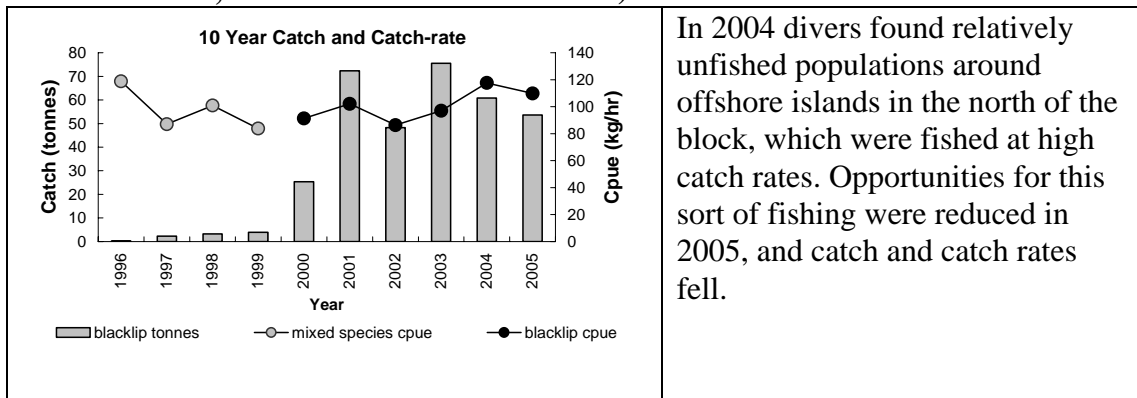 10 Year Catch and Catch-rate
80
70
60
50
40
30
20
10
0
Catch (tonnes)
140
120
100
80
60
40
20
0
Cpue (kg/hr)
1996
1997
1998
1999
2000
2001
2002
2003
2004
2005
Year
blacklip tonnes
mixed species cpue
blacklip cpue
In 2004 divers found relatively
unfished populations around
offshore islands in the north of the
block, which were fished at high
catch rates. Opportunities for this
sort of fishing were reduced in
2005, and catch and catch rates
fell.